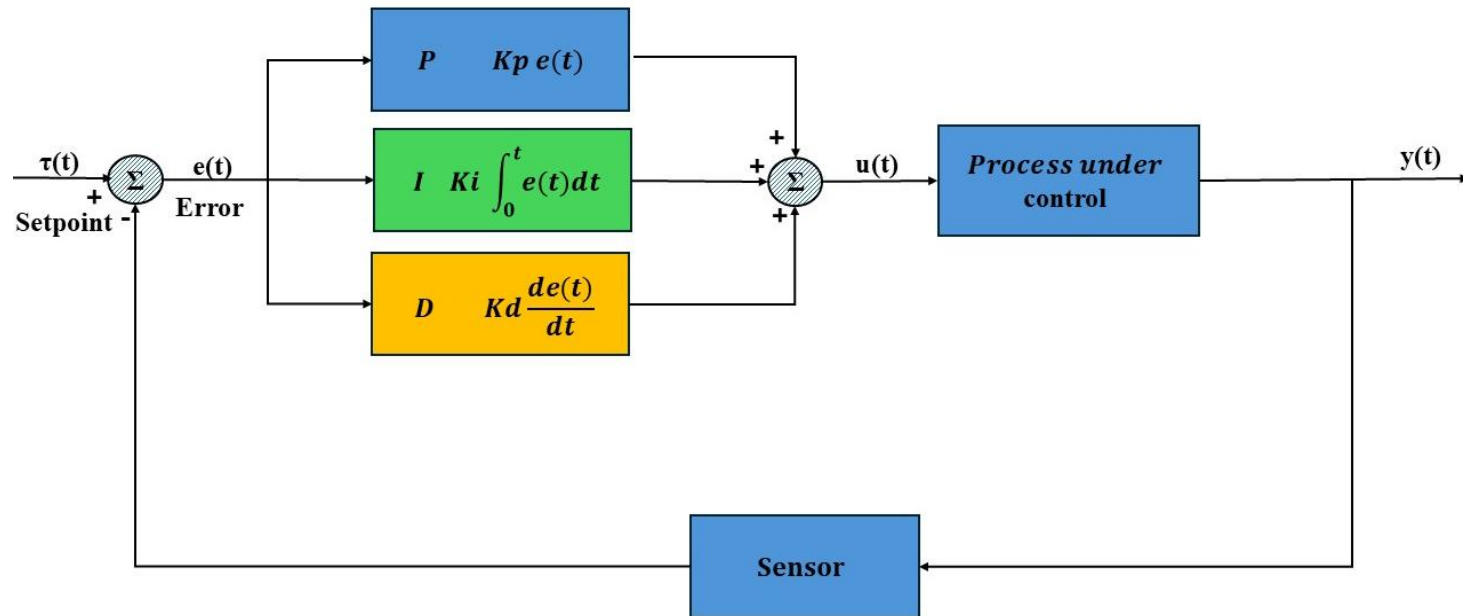 P Kp e(t)
τ(t)
+
Setpoint
-
Σ
e(t)
Error
I Ki ∫₀ᵗ e(t)dt
+
+
+
Σ
u(t)
Process under
control
y(t)
D Kd de(t)/dt
Sensor